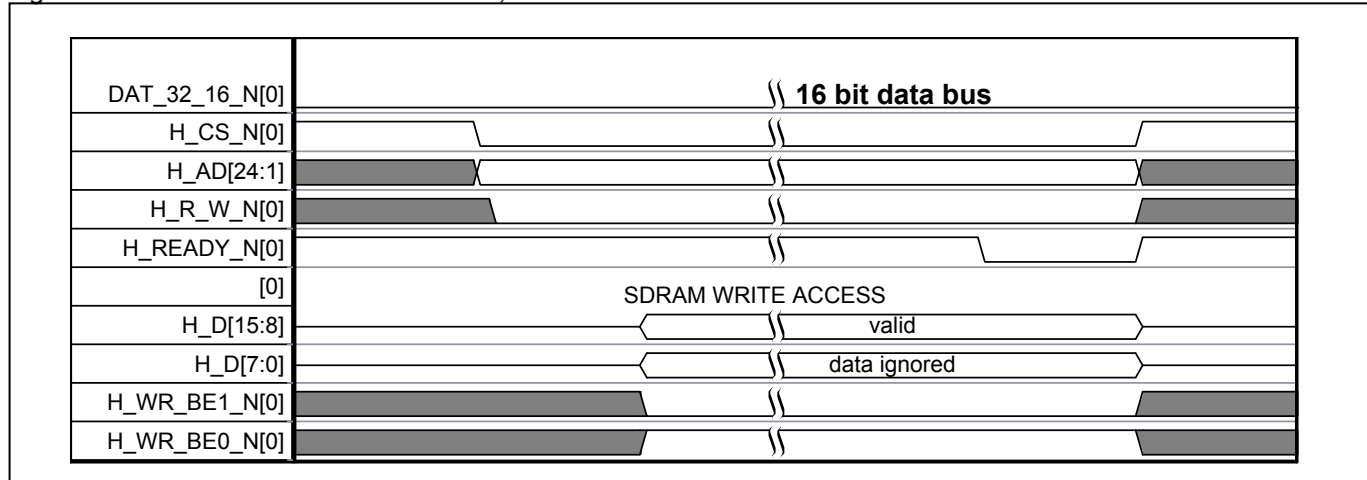 DAT_32_16_N[0] 16 bit data bus
H_CS_N[0]
H_AD[24:1]
H_R_W_N[0]
H_READY_N[0]
[0] SDRAM WRITE ACCESS
H_D[15:8] valid
H_D[7:0] data ignored
H_WR_BE1_N[0]
H_WR_BE0_N[0]